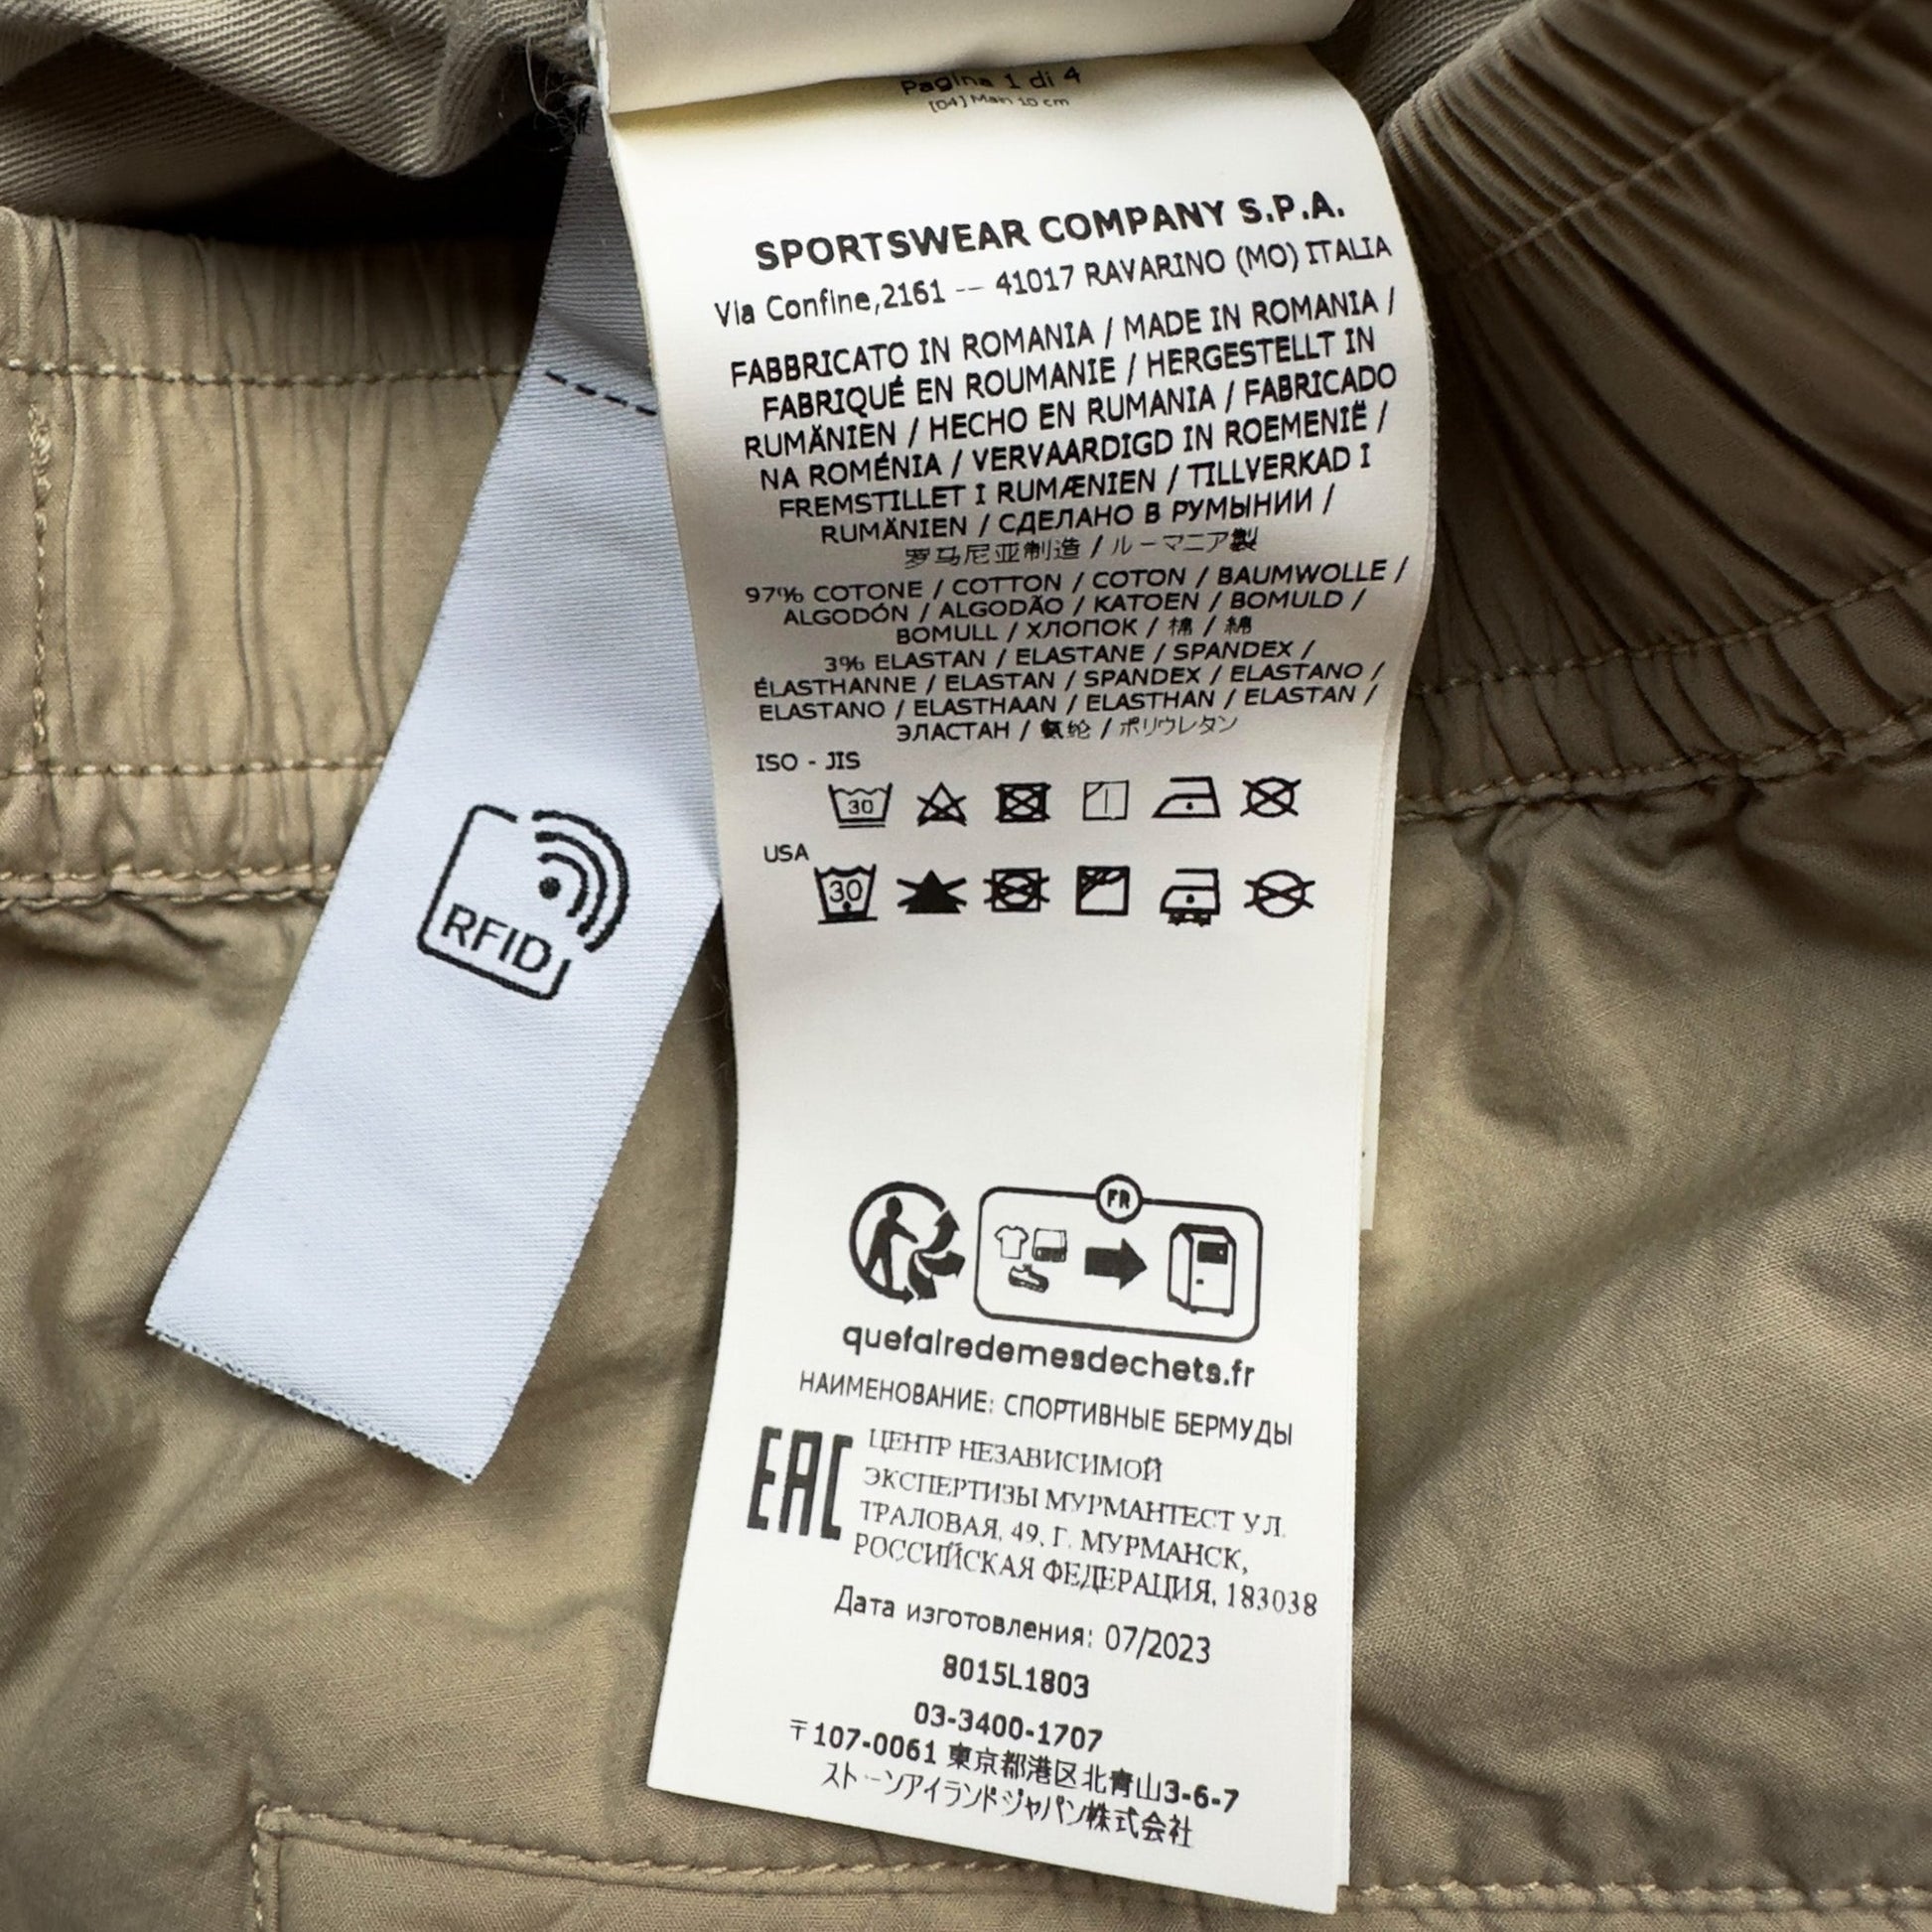 Pagina 1 di 4
[04] Main 10 cm
SPORTSWEAR COMPANY S.P.A.
Via Confine,2161 -- 41017 RAVARINO (MO) ITALIA
FABBRICATO IN ROMANIA / MADE IN ROMANIA /
FABRIQUÉ EN ROUMANIE / HERGESTELLT IN
RUMÄNIEN / HECHO EN RUMANIA / FABRICADO
NA ROMÉNIA / VERVAARDIGD IN ROEMENIË /
FREMSTILLET I RUMÆNIEN / TILLVERKAD I
RUMÄNIEN / СДЕЛАНО В РУМЫНИИ /
罗马尼亚制造 / ルーマニア製
97% COTONE / COTTON / COTON / BAUMWOLLE /
ALGODÓN / ALGODÃO / KATOEN / BOMULD /
BOMULL / ХЛОПОК / 棉 / 綿
3% ELASTAN / ELASTANE / SPANDEX /
ÉLASTHANNE / ELASTAN / SPANDEX / ELASTANO /
ELASTANO / ELASTHAAN / ELASTHAN / ELASTAN /
ЭЛАСТАН / 氨纶 / ポリウレタン
ISO - JIS
30
USA
30
RFID
FR
quefairedemesdechets.fr
НАИМЕНОВАНИЕ: СПОРТИВНЫЕ БЕРМУДЫ
EAC
ЦЕНТР НЕЗАВИСИМОЙ
ЭКСПЕРТИЗЫ МУРМАНТЕСТ УЛ.
ТРАЛОВАЯ, 49, Г. МУРМАНСК,
РОССИЙСКАЯ ФЕДЕРАЦИЯ, 183038
Дата изготовления: 07/2023
8015L1803
03-3400-1707
〒107-0061 東京都港区北青山3-6-7
ストーンアイランドジャパン株式会社